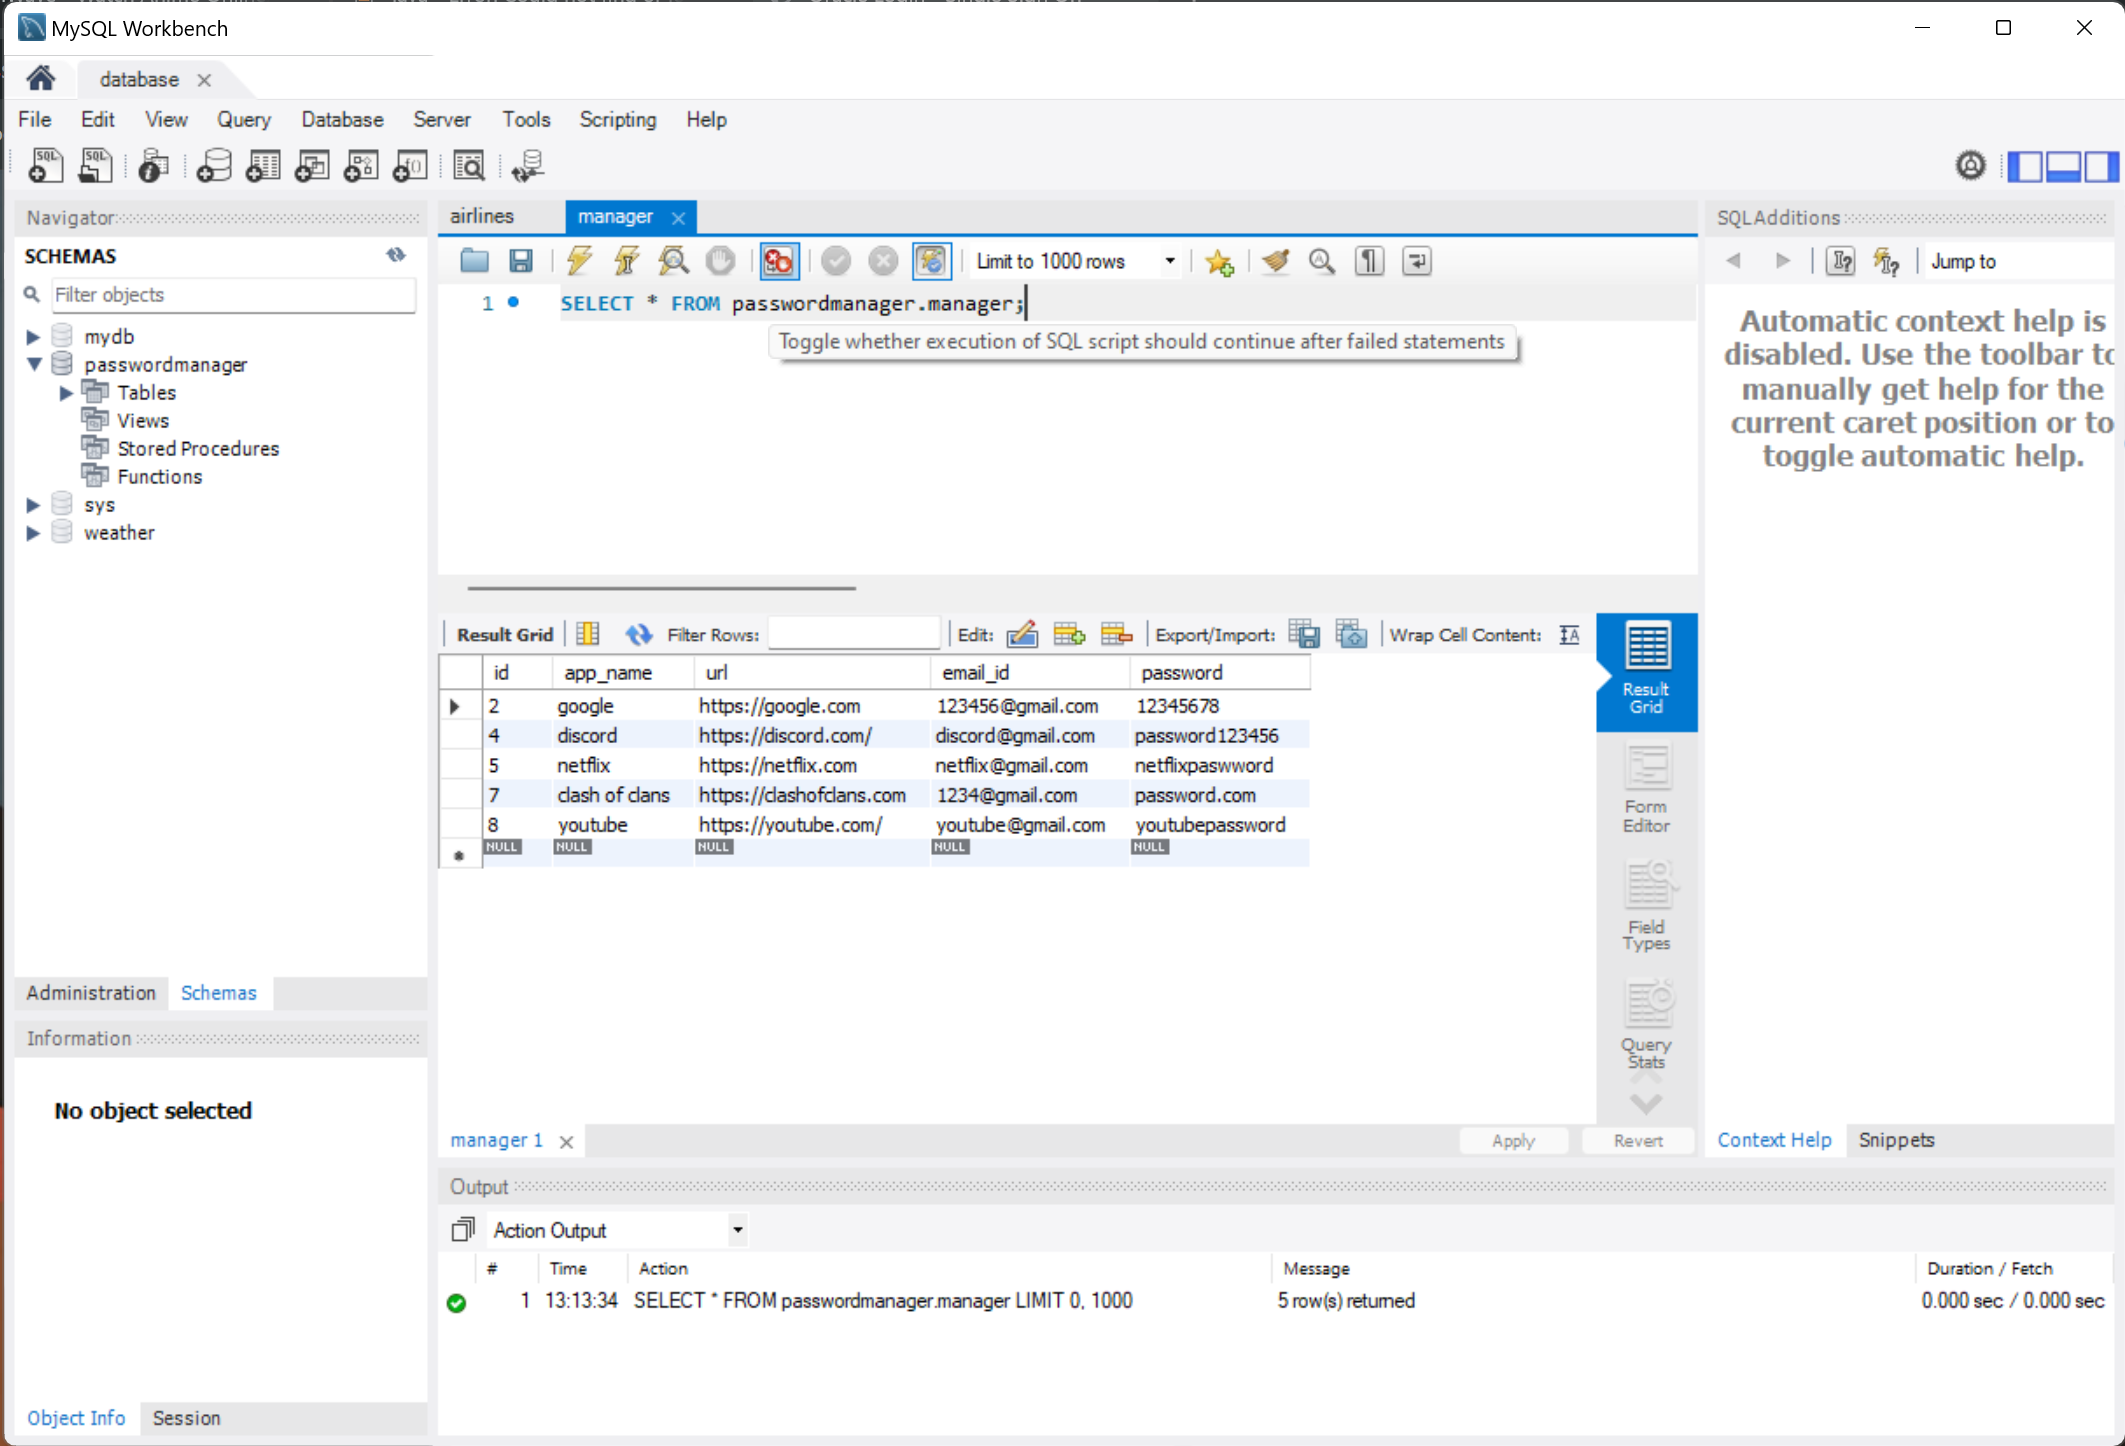 MySQL Workbench
database
File Edit View Query Database Server Tools Scripting Help
Navigator
SCHEMAS
Filter objects
mydb
passwordmanager
Tables
Views
Stored Procedures
Functions
sys
weather
Administration Schemas
Information
No object selected
Object Info Session
airlines manager
Limit to 1000 rows
1 SELECT * FROM passwordmanager.manager;
Toggle whether execution of SQL script should continue after failed statements
Result Grid Filter Rows: Edit: Export/Import: Wrap Cell Content:
id app_name url email_id password
2 google https://google.com 123456@gmail.com 12345678
4 discord https://discord.com/ discord@gmail.com password123456
5 netflix https://netflix.com netflix@gmail.com netflixpaswword
7 clash of clans https://clashofclans.com 1234@gmail.com password.com
8 youtube https://youtube.com/ youtube@gmail.com youtubepassword
NULL NULL NULL NULL NULL
Result
Grid
Form
Editor
Field
Types
Query
Stats
manager 1 Apply Revert
SQLAdditions
Jump to
Automatic context help is
disabled. Use the toolbar to
manually get help for the
current caret position or to
toggle automatic help.
Context Help Snippets
Output
Action Output
# Time Action Message Duration / Fetch
1 13:13:34 SELECT * FROM passwordmanager.manager LIMIT 0, 1000 5 row(s) returned 0.000 sec / 0.000 sec